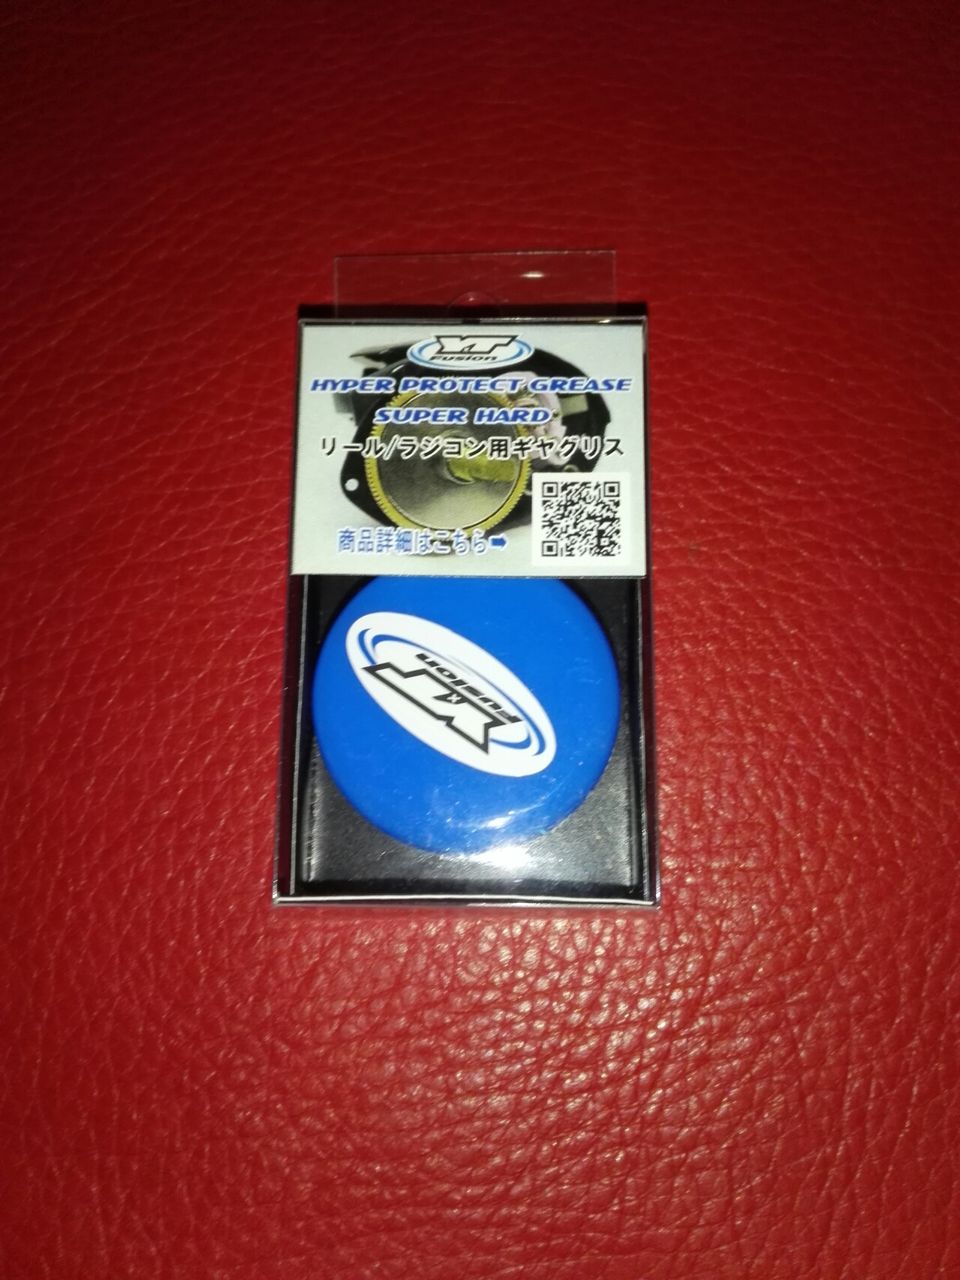 YT
Fusion
HYPER PROTECT GREASE
SUPER HARD
リール/ラジコン用ギヤグリス
商品詳細はこちら➡
YT
Fusion